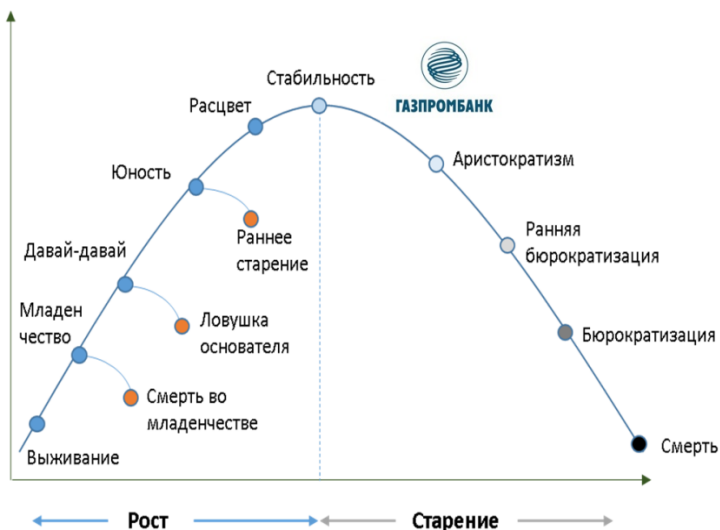 Стабильность
ГАЗПРОМБАНК
Расцвет
Аристократизм
Юность
Раннее
старение
Ранняя
бюрократизация
Давай-давай
Младен
чество
Ловушка
основателя
Бюрократизация
Смерть во
младенчестве
Выживание
Смерть
Рост
Старение